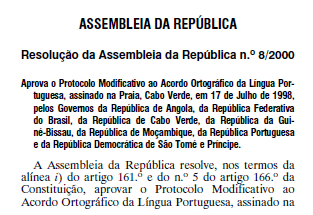 ASSEMBLEIA DA REPÚBLICA
Resolução da Assembleia da República n.º 8/2000
Aprova o Protocolo Modificativo ao Acordo Ortográfico da Língua Por-
tuguesa, assinado na Praia, Cabo Verde, em 17 de Julho de 1998,
pelos Governos da República de Angola, da República Federativa
do Brasil, da República de Cabo Verde, da República da Gui-
né-Bissau, da República de Moçambique, da República Portuguesa
e da República Democrática de São Tomé e Príncipe.
A Assembleia da República resolve, nos termos da
alínea i) do artigo 161.º e do n.º 5 do artigo 166.º da
Constituição, aprovar o Protocolo Modificativo ao
Acordo Ortográfico da Língua Portuguesa, assinado na